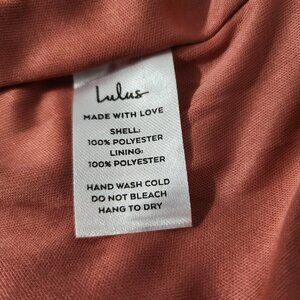 Lulus
MADE WITH LOVE
SHELL:
100% POLYESTER
LINING:
100% POLYESTER
HAND WASH COLD
DO NOT BLEACH
HANG TO DRY